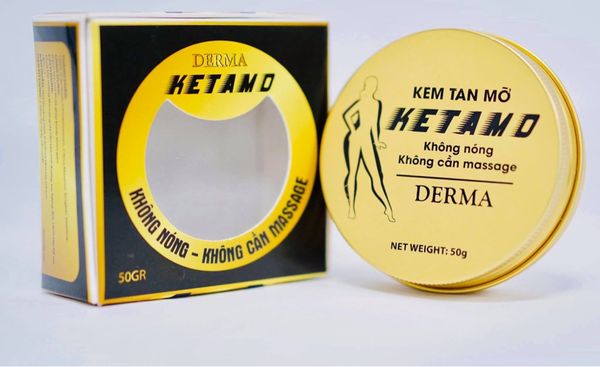 DERMA
KETAMO
KHÔNG NÓNG - KHÔNG CẦN MASSAGE
50GR
KEM TAN MỠ
KETAMO
Không nóng
Không cần massage
DERMA
NET WEIGHT: 50g